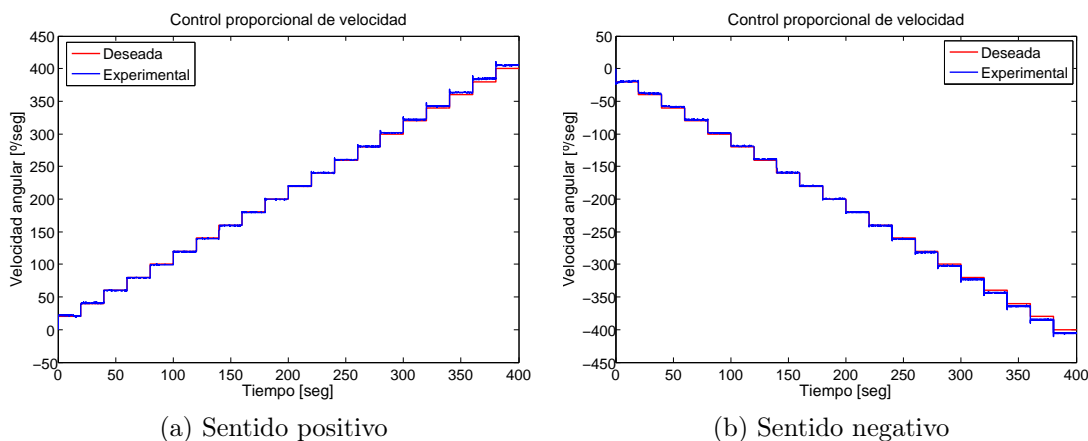 Control proporcional de velocidad
450
400
350
300
250
200
150
100
50
0
−50
Velocidad angular [º/seg]
Deseada
Experimental
0 50 100 150 200 250 300 350 400
Tiempo [seg]
(a) Sentido positivo
Control proporcional de velocidad
50
0
−50
−100
−150
−200
−250
−300
−350
−400
−450
Velocidad angular [º/seg]
Deseada
Experimental
0 50 100 150 200 250 300 350 400
Tiempo [seg]
(b) Sentido negativo